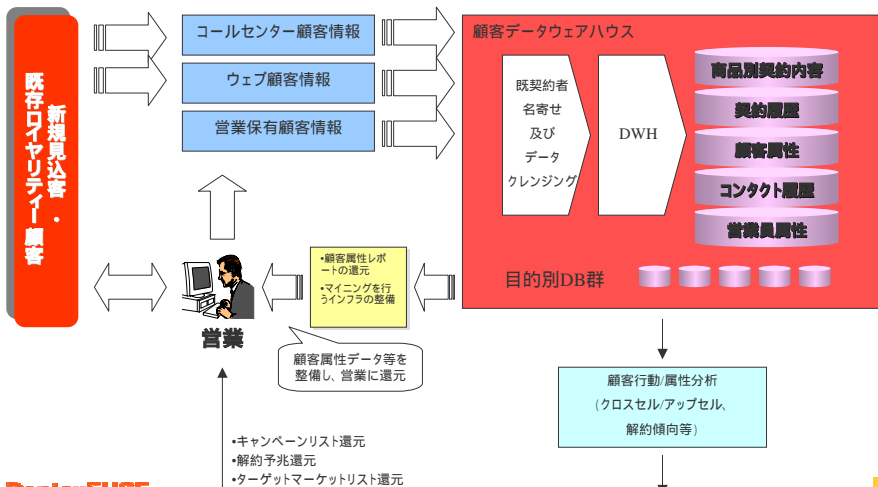 新規見込客・
既存ロイヤリティー顧客
コールセンター顧客情報
ウェブ顧客情報
営業保有顧客情報
顧客データウェアハウス
既契約者
名寄せ
及び
データ
クレンジング
DWH
商品別契約内容
契約履歴
顧客属性
コンタクト履歴
営業員属性
目的別DB群
•顧客属性レポ
ートの還元
•マイニングを行
うインフラの整備
営業
顧客属性データ等を
整備し、営業に還元
顧客行動/属性分析
(クロスセル/アップセル、
解約傾向等)
•キャンペーンリスト還元
•解約予兆還元
•ターゲットマーケットリスト還元